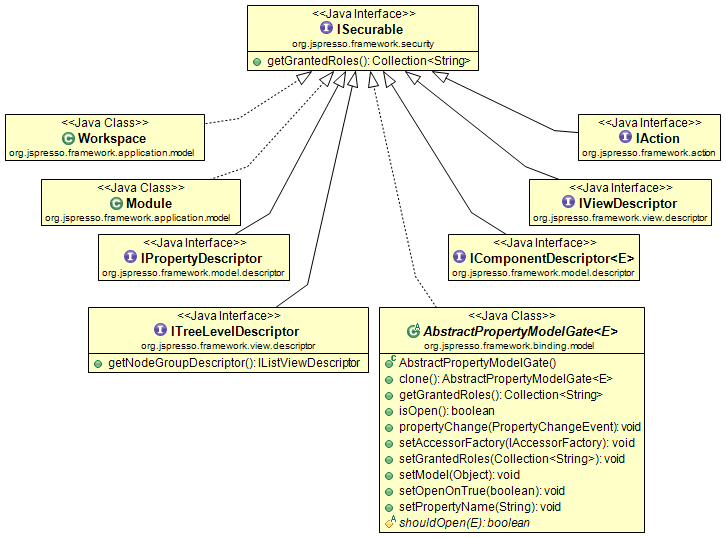 <<Java Interface>>
ISecurable
org.jspresso.framework.security
getGrantedRoles(): Collection<String>
<<Java Class>>
Workspace
org.jspresso.framework.application.model
<<Java Interface>>
IAction
org.jspresso.framework.action
<<Java Class>>
Module
org.jspresso.framework.application.model
<<Java Interface>>
IViewDescriptor
org.jspresso.framework.view.descriptor
<<Java Interface>>
IPropertyDescriptor
org.jspresso.framework.model.descriptor
<<Java Interface>>
IComponentDescriptor<E>
org.jspresso.framework.model.descriptor
<<Java Interface>>
ITreeLevelDescriptor
org.jspresso.framework.view.descriptor
getNodeGroupDescriptor(): IListViewDescriptor
<<Java Class>>
AbstractPropertyModelGate<E>
org.jspresso.framework.binding.model
AbstractPropertyModelGate()
clone(): AbstractPropertyModelGate<E>
getGrantedRoles(): Collection<String>
isOpen(): boolean
propertyChange(PropertyChangeEvent): void
setAccessorFactory(IAccessorFactory): void
setGrantedRoles(Collection<String>): void
setModel(Object): void
setOpenOnTrue(boolean): void
setPropertyName(String): void
shouldOpen(E): boolean